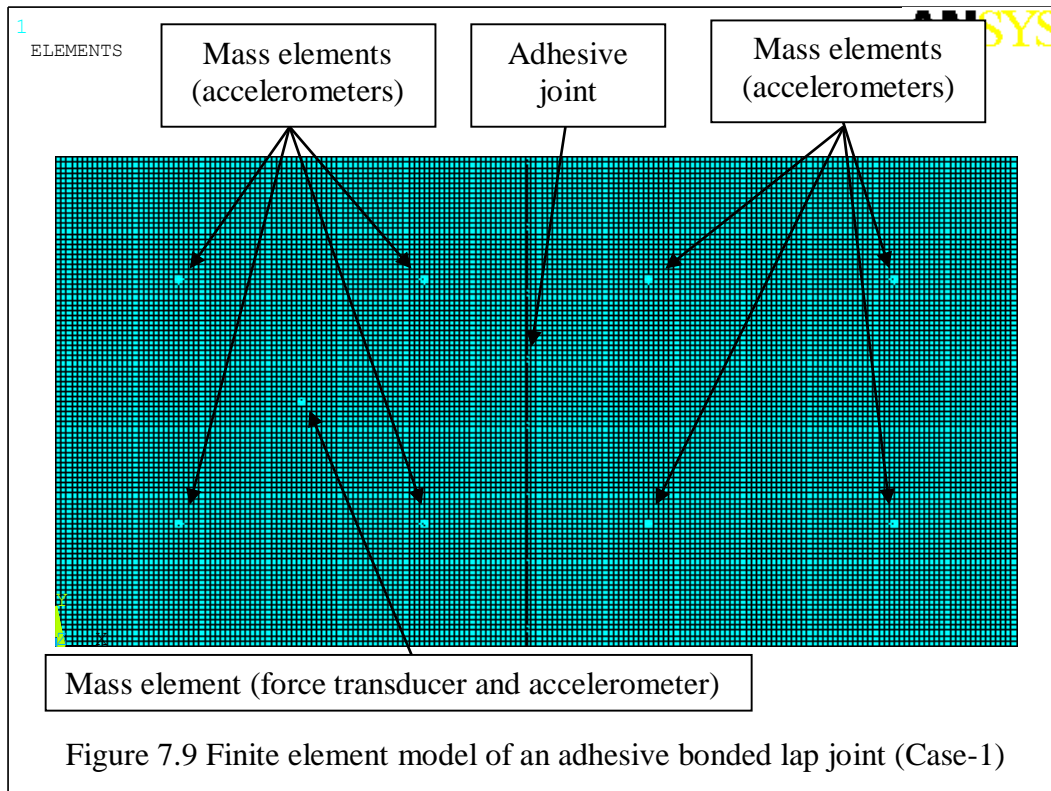 1
ELEMENTS
ANSYS
Mass elements
(accelerometers)
Adhesive
joint
Mass elements
(accelerometers)
Y
Z X
Mass element (force transducer and accelerometer)
Figure 7.9 Finite element model of an adhesive bonded lap joint (Case-1)